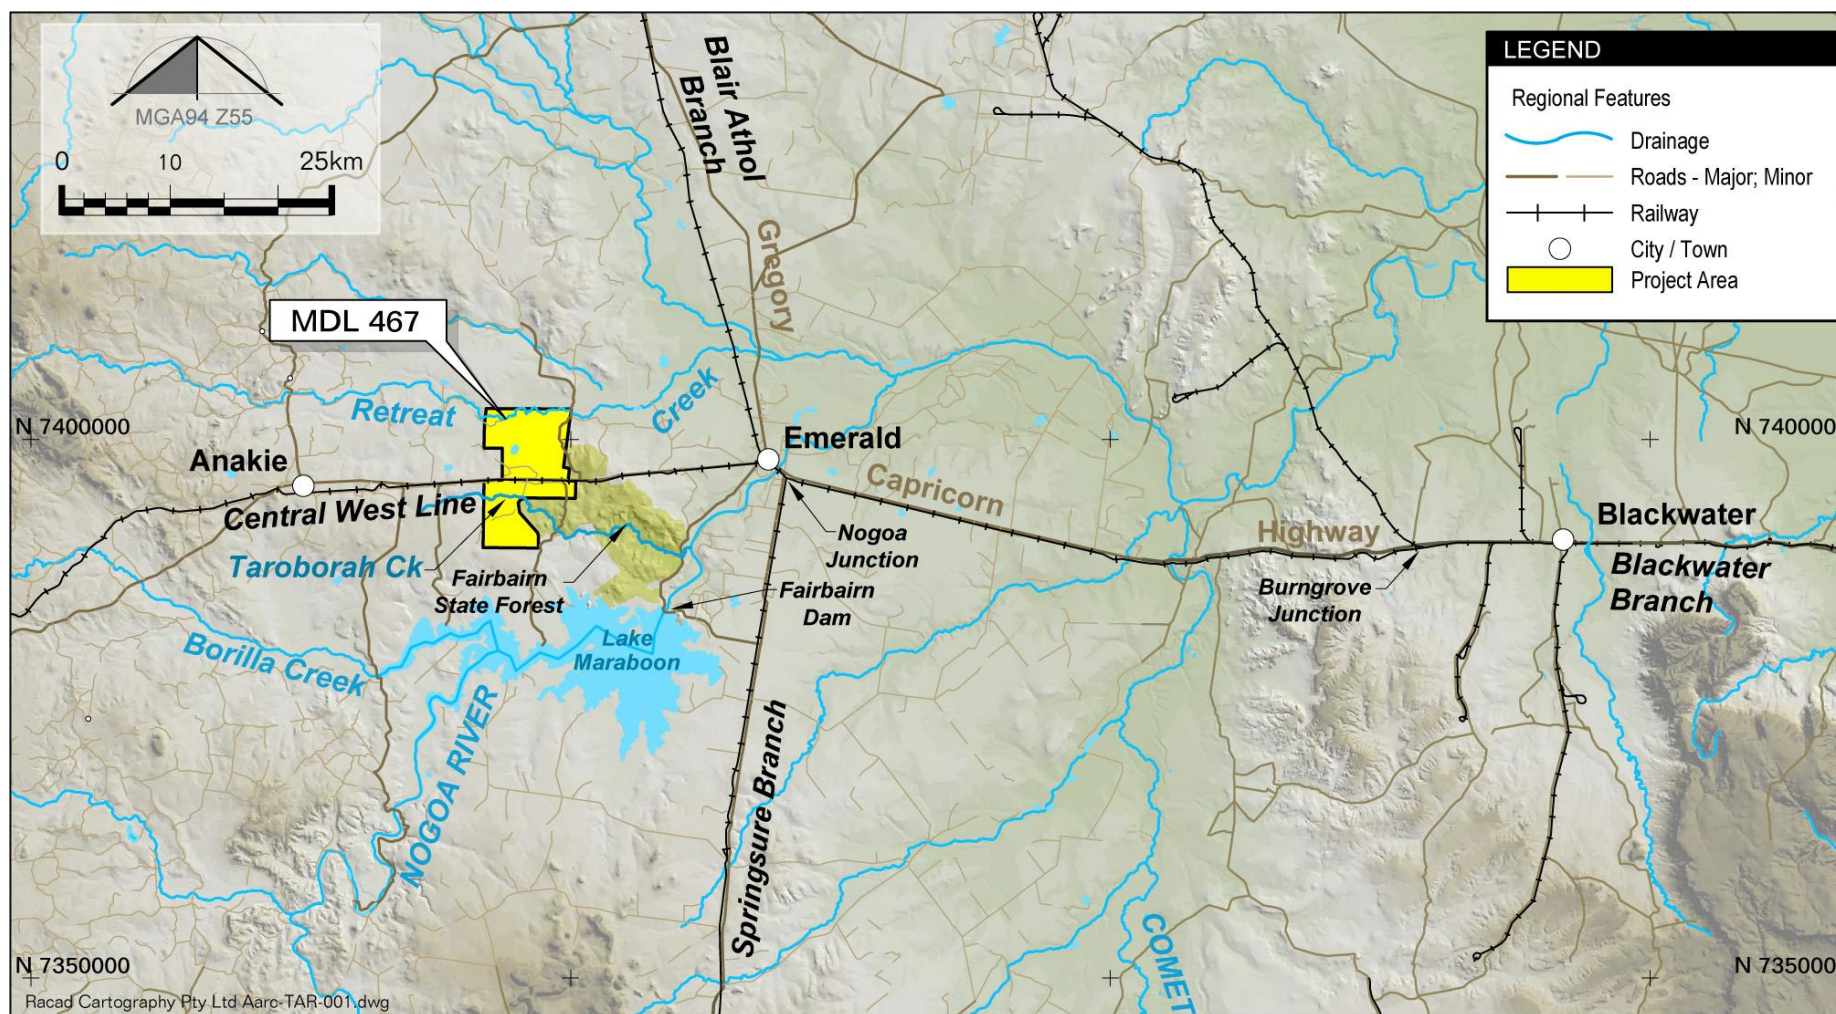 MGA94 Z55
0 10 25km
Blair Athol
Branch
Gregory
LEGEND
Regional Features
Drainage
Roads - Major; Minor
Railway
City / Town
Project Area
MDL 467
Retreat
Creek
N 7400000
N 740000
Anakie
Emerald
Central West Line
Capricorn
Highway
Nogoa
Junction
Blackwater
Taroborah Ck
Fairbairn
State Forest
Fairbairn
Dam
Burngrove
Junction
Blackwater
Branch
Borilla Creek
Lake
Maraboon
NOGOA RIVER
Springsure Branch
COMET
N 7350000
N 735000
Racad Cartography Pty Ltd Aarc-TAR-001.dwg